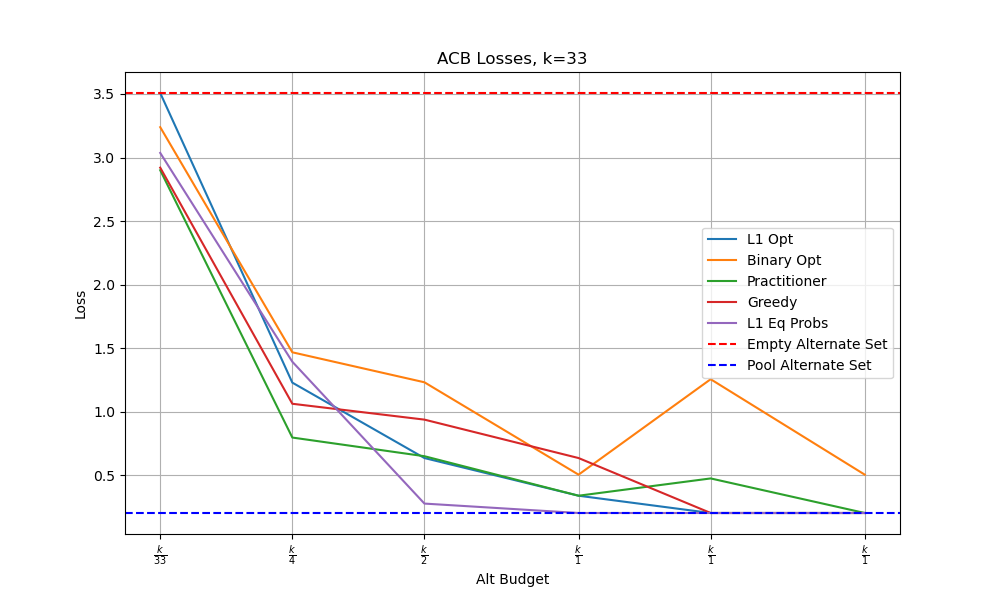 ACB Losses, k=33
Loss
3.5
3.0
2.5
2.0
1.5
1.0
0.5
L1 Opt
Binary Opt
Practitioner
Greedy
L1 Eq Probs
Empty Alternate Set
Pool Alternate Set
k/33 k/4 k/2 k/1 k/1 k/1
Alt Budget